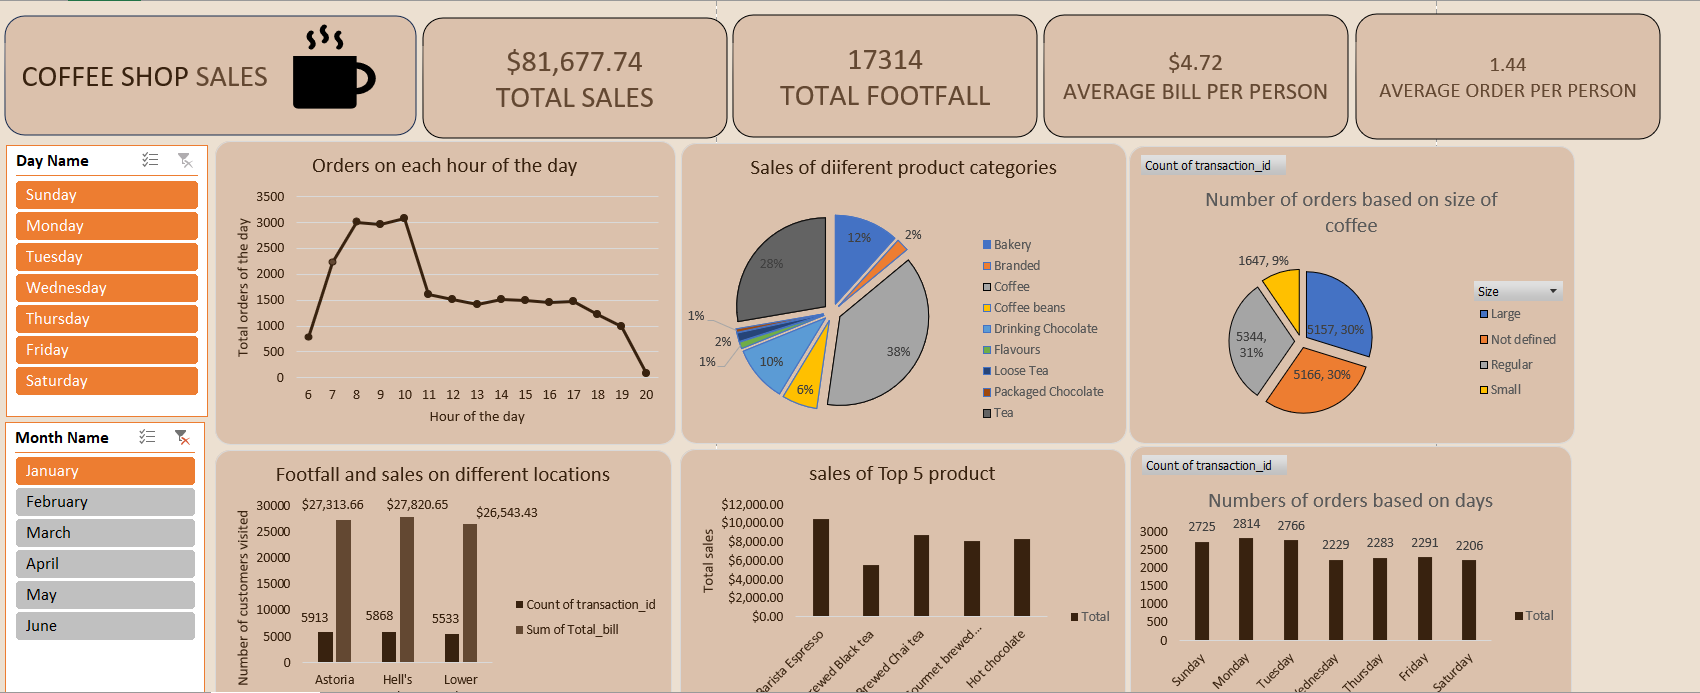 COFFEE SHOP SALES
$81,677.74
TOTAL SALES
17314
TOTAL FOOTFALL
$4.72
AVERAGE BILL PER PERSON
1.44
AVERAGE ORDER PER PERSON
Day Name
Sunday
Monday
Tuesday
Wednesday
Thursday
Friday
Saturday
Month Name
January
February
March
April
May
June
Orders on each hour of the day
Total orders of the day
3500
3000
2500
2000
1500
1000
500
0
6 7 8 9 10 11 12 13 14 15 16 17 18 19 20
Hour of the day
Sales of diiferent product categories
12%
2%
38%
6%
10%
1%
2%
1%
28%
Bakery
Branded
Coffee
Coffee beans
Drinking Chocolate
Flavours
Loose Tea
Packaged Chocolate
Tea
Count of transaction_id
Number of orders based on size of
coffee
1647, 9%
5157, 30%
5344,
31%
5166, 30%
Size
Large
Not defined
Regular
Small
Footfall and sales on different locations
Number of customers visited
30000
25000
20000
15000
10000
5000
0
$27,313.66
$27,820.65
$26,543.43
5913
5868
5533
Astoria
Hell's
Lower
Count of transaction_id
Sum of Total_bill
sales of Top 5 product
Total sales
$12,000.00
$10,000.00
$8,000.00
$6,000.00
$4,000.00
$2,000.00
$0.00
Barista Espresso
rewed Black tea
Brewed Chai tea
ourmet brewed...
Hot chocolate
Total
Count of transaction_id
Numbers of orders based on days
3000
2500
2000
1500
1000
500
0
2725
2814
2766
2229
2283
2291
2206
Sunday
Monday
Tuesday
ednesday
Thursday
Friday
Saturday
Total